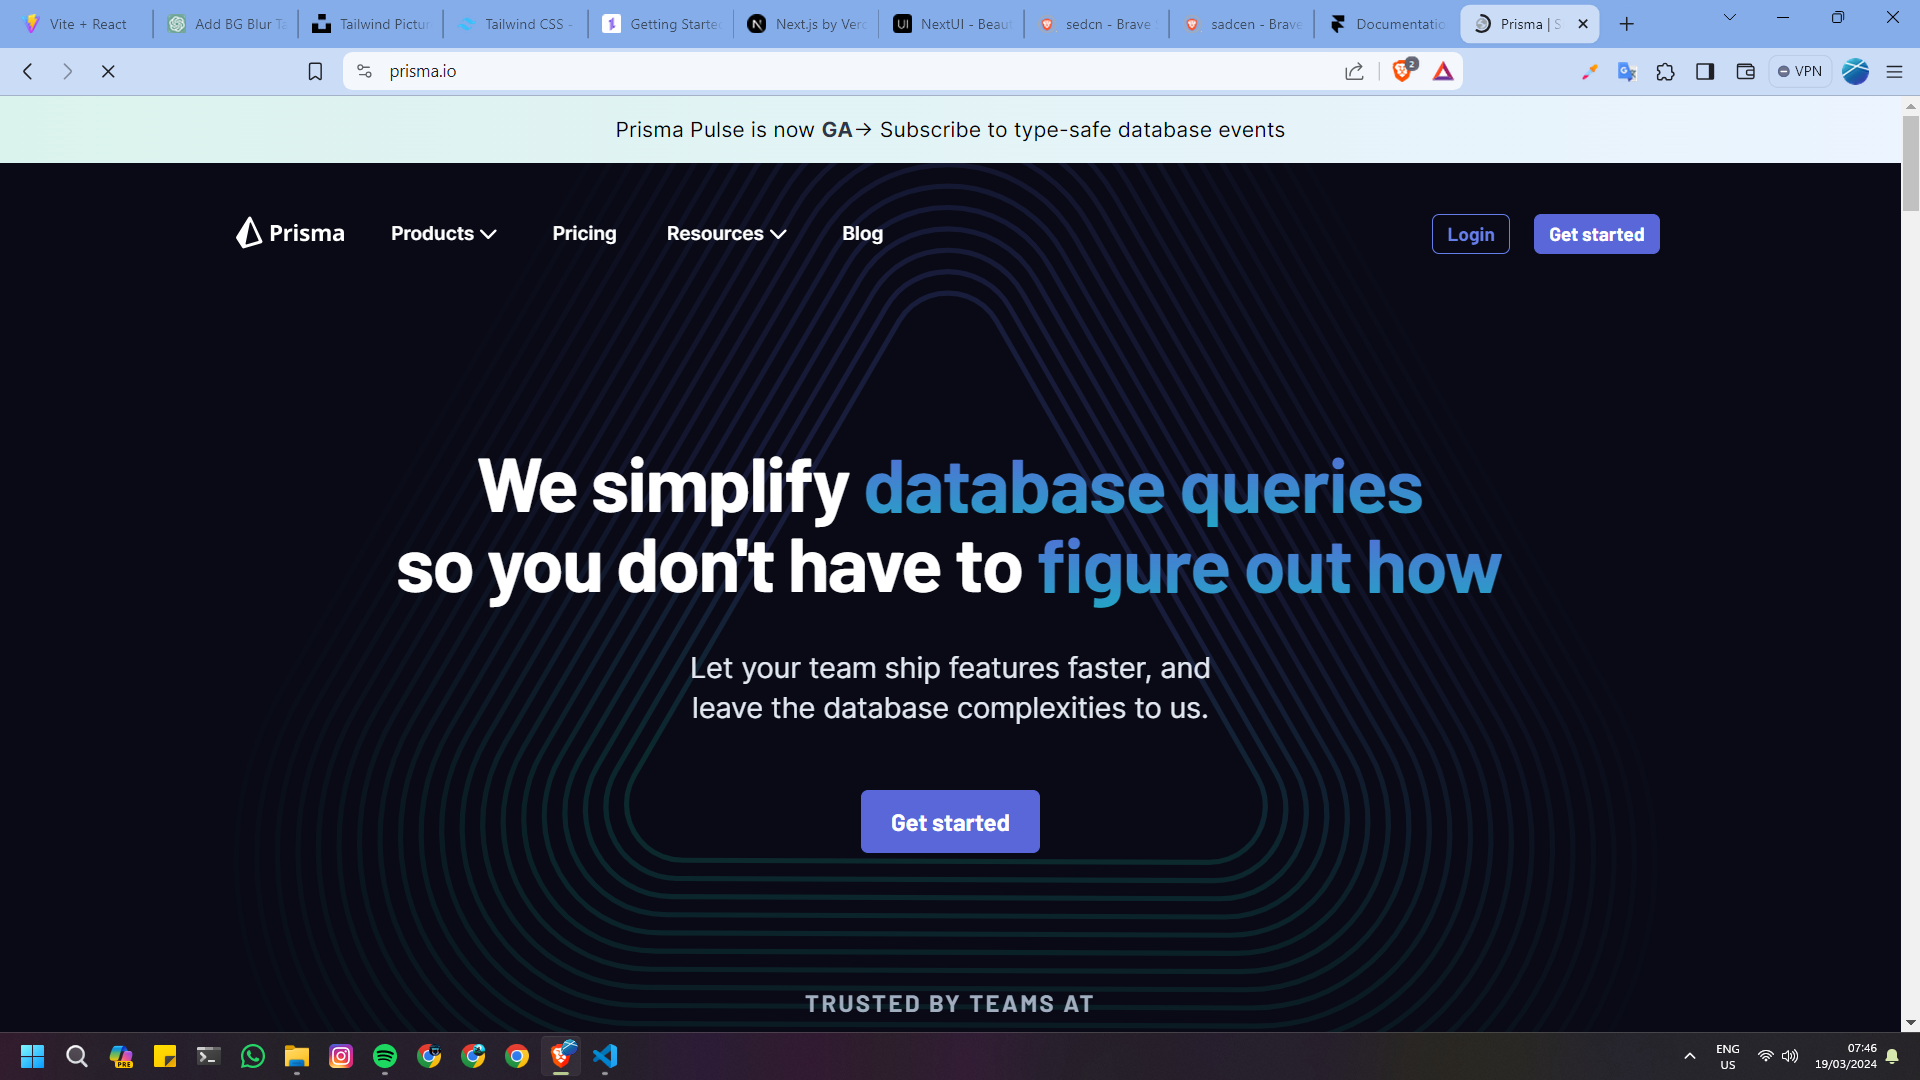 Vite + React
Add BG Blur Ta
Tailwind Pictur
Tailwind CSS -
Getting Starte
Next.js by Verc
UI
NextUI - Beaut
sedcn - Brave
sadcen - Brave
Documentatio
Prisma | S
prisma.io
2
VPN
Prisma Pulse is now GA→ Subscribe to type-safe database events
Prisma
Products
Pricing
Resources
Blog
Login
Get started
We simplify database queries
so you don't have to figure out how
Let your team ship features faster, and
leave the database complexities to us.
Get started
TRUSTED BY TEAMS AT
PRE
ENG
US
07:46
19/03/2024